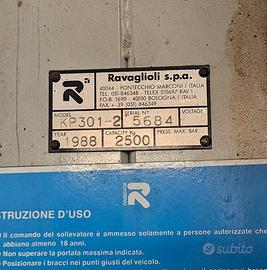 Ravaglioli s.p.a.
40044 - PONTECCHIO MARCONI / ITALIA
TEL. 051-846348 - TELEX 510697 RAV I
P.O.B. 1690 - 40100 BOLOGNA / ITALIA
FAX + 39 (051) 846349
R
MODEL SERIAL N° VOLTAGE
KP301-2 5684
YEAR CAPACITY Kg PRESS. MAX. BAR
1988 2500
R
STRUZIONE D'USO
Il comando del sollevatore è ammesso solamente a persone autorizzate che
abbiano almeno 18 anni.
Non superare la portata massima indicata.
Posizionare i bracci nei punti giusti del veicolo.
subito